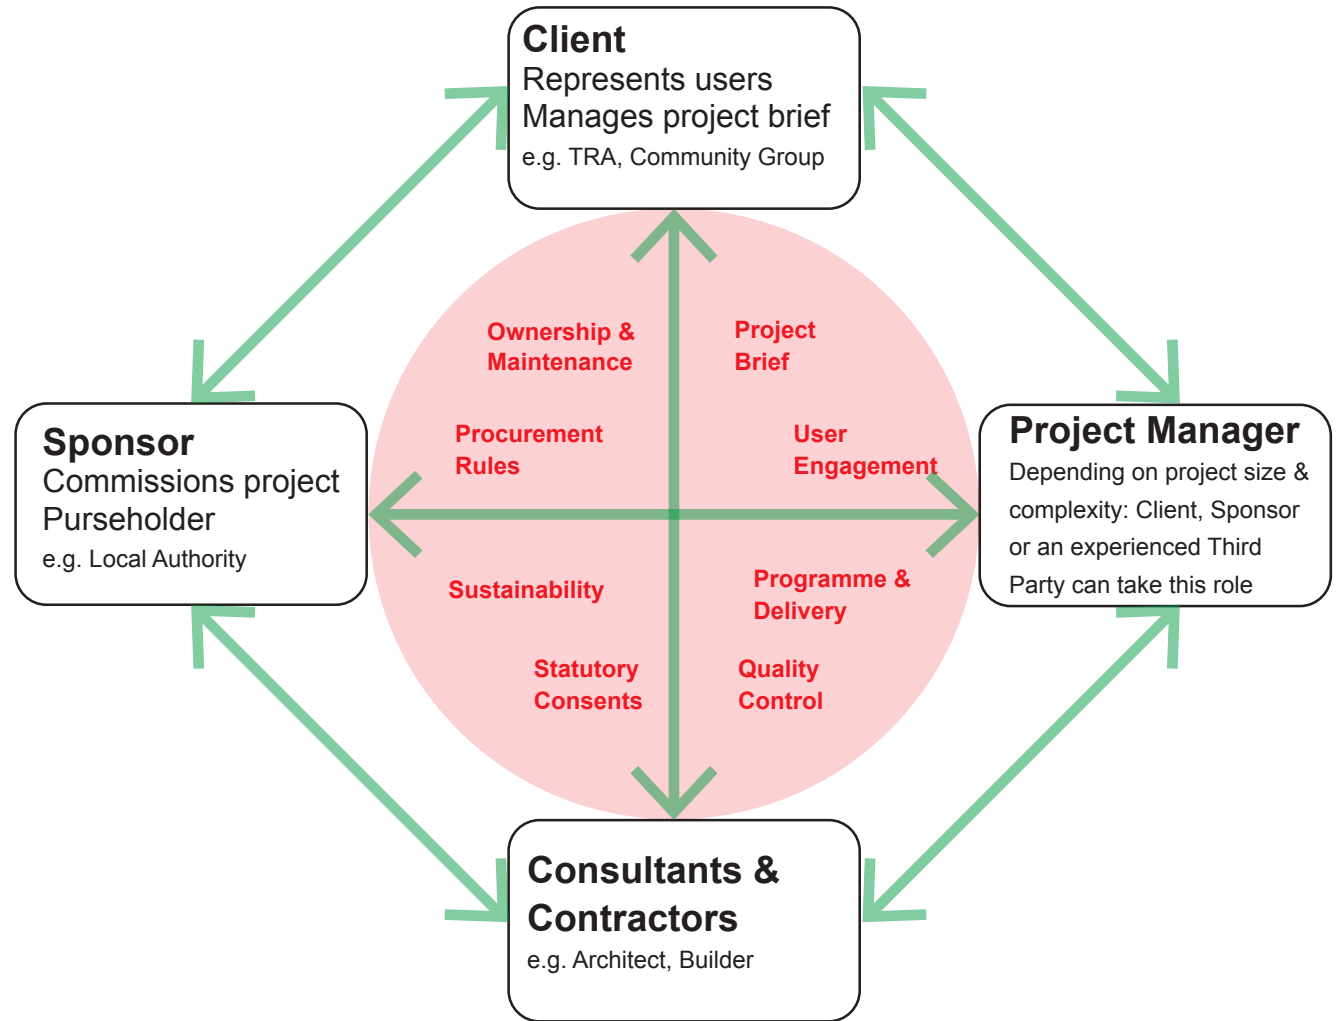 Client
Represents users
Manages project brief
e.g. TRA, Community Group
Ownership &
Maintenance
Project
Brief
Procurement
Rules
User
Engagement
Sponsor
Commissions project
Purseholder
e.g. Local Authority
Project Manager
Depending on project size &
complexity: Client, Sponsor
or an experienced Third
Party can take this role
Sustainability
Programme &
Delivery
Statutory
Consents
Quality
Control
Consultants &
Contractors
e.g. Architect, Builder